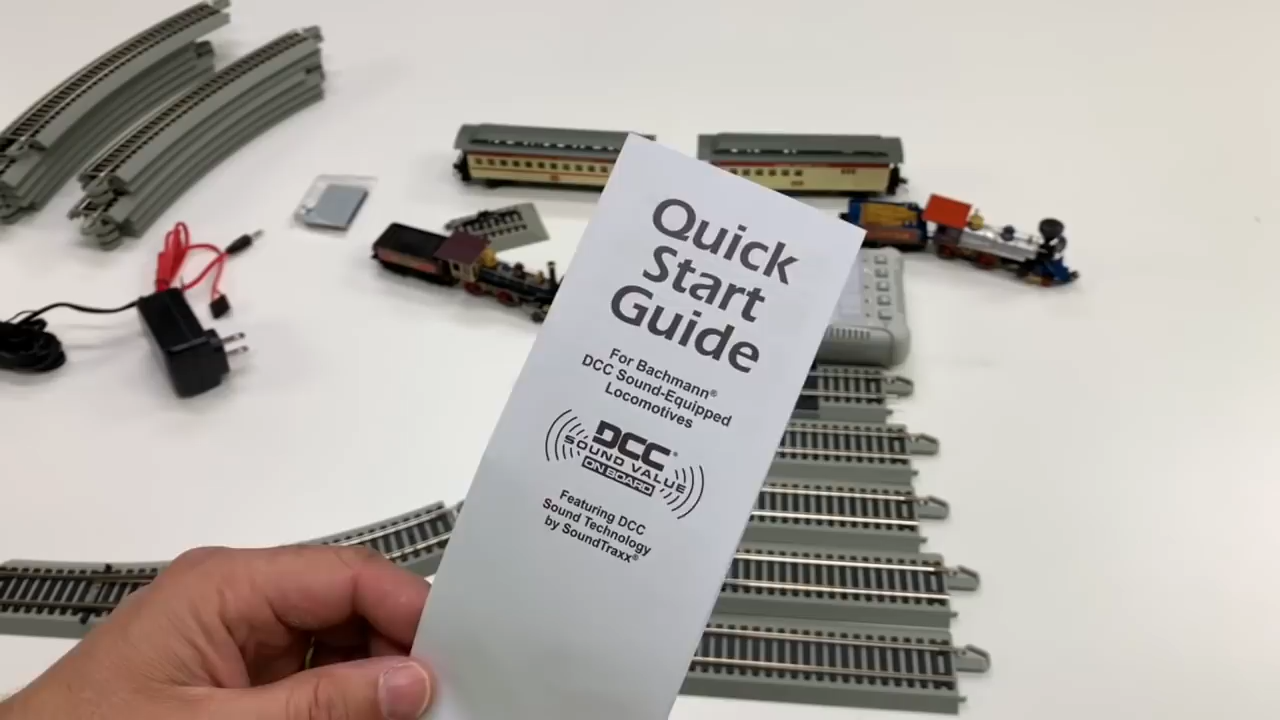 Quick
Start
Guide
For Bachmann®
DCC Sound-Equipped
Locomotives
DCC®
SOUND VALUE
ON BOARD
Featuring DCC
Sound Technology
by SoundTraxx®